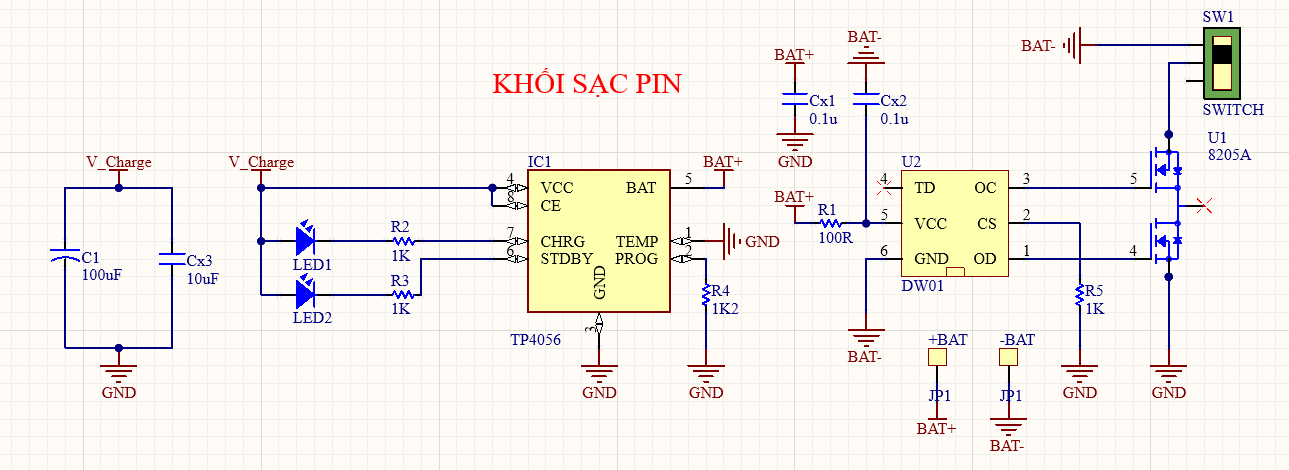 KHỐI SẠC PIN
V_Charge
C1
100uF
Cx3
10uF
GND
V_Charge
LED1
LED2
R2
1K
R3
1K
IC1
4
VCC
8
CE
7
CHRG
6
STDBY
BAT
5
TEMP
1
PROG
2
GND
3
TP4056
GND
BAT+
GND
R4
1K2
GND
BAT+
Cx1
0.1u
GND
BAT-
Cx2
0.1u
BAT+
R1
100R
U2
4
TD
5
VCC
6
GND
OC
3
CS
2
OD
1
DW01
BAT-
+BAT
JP1
BAT+
-BAT
JP1
BAT-
R5
1K
GND
BAT-
SW1
SWITCH
U1
8205A
5
4
GND